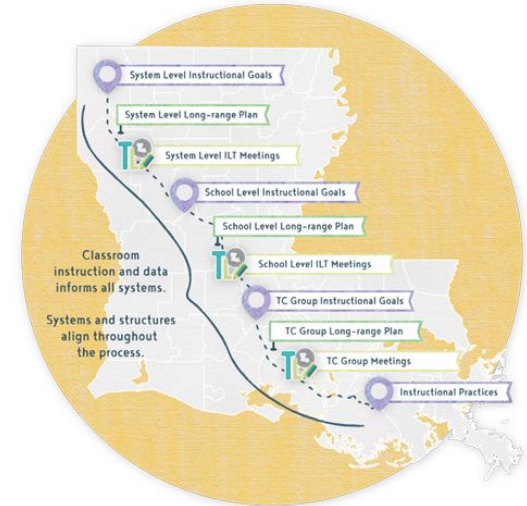 System Level Instructional Goals
System Level Long-range Plan
System Level ILT Meetings
School Level Instructional Goals
School Level Long-range Plan
School Level ILT Meetings
Classroom
instruction and data
informs all systems.
Systems and structures
align throughout
the process.
TC Group Instructional Goals
TC Group Long-range Plan
TC Group Meetings
Instructional Practices